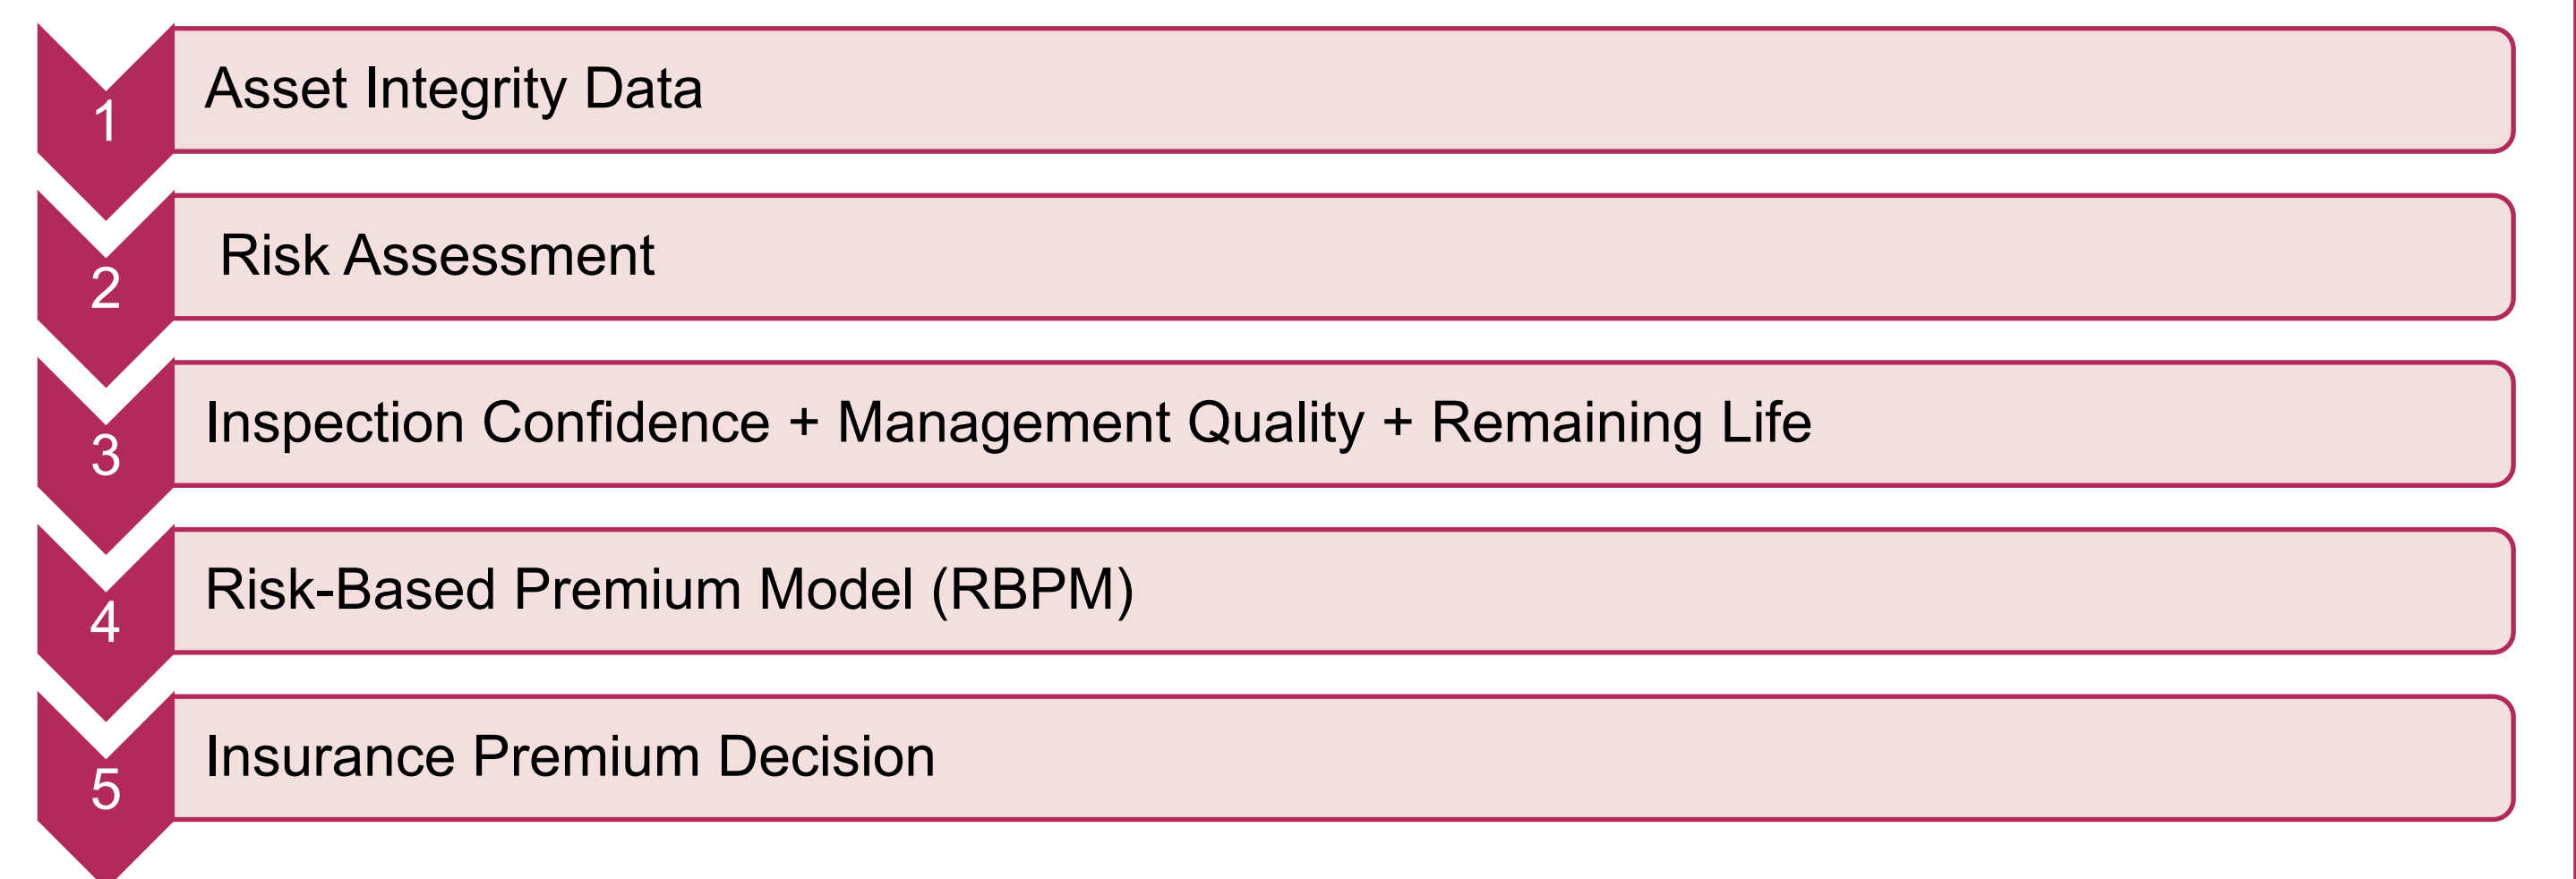 1
Asset Integrity Data
2
Risk Assessment
3
Inspection Confidence + Management Quality + Remaining Life
4
Risk-Based Premium Model (RBPM)
5
Insurance Premium Decision